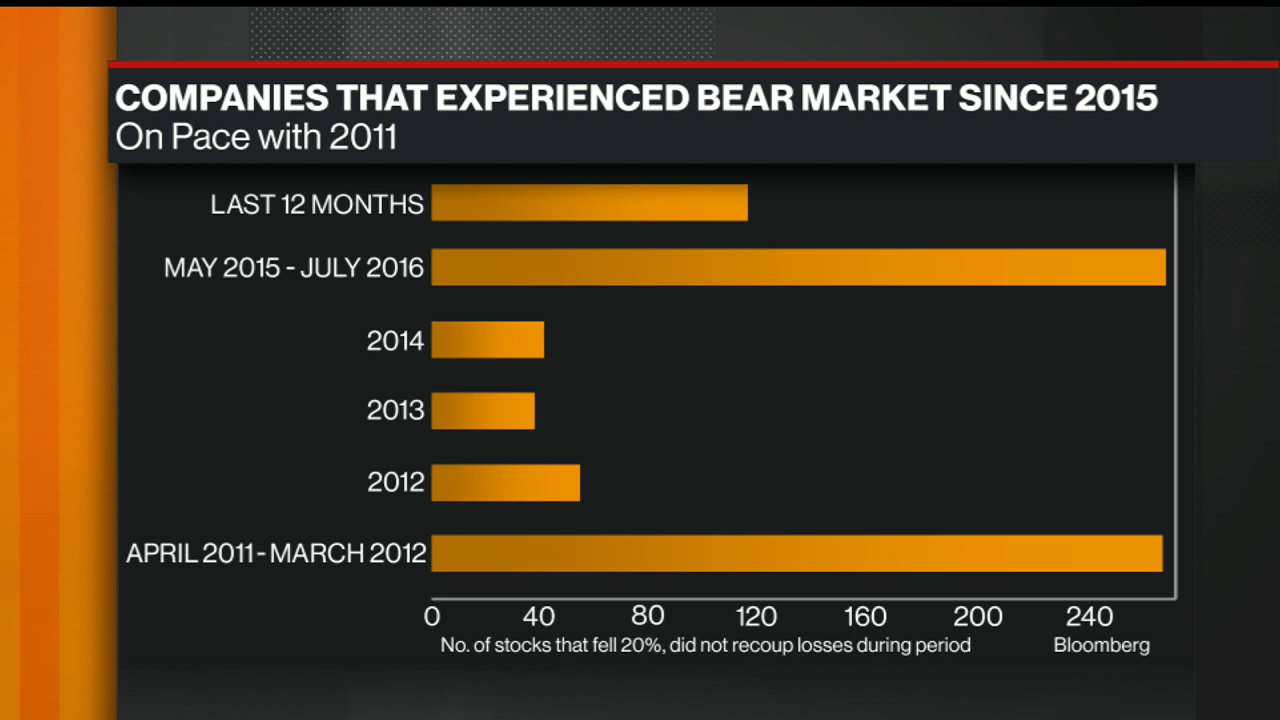 COMPANIES THAT EXPERIENCED BEAR MARKET SINCE 2015
On Pace with 2011
LAST 12 MONTHS
MAY 2015 - JULY 2016
2014
2013
2012
APRIL 2011 - MARCH 2012
0 40 80 120 160 200 240
No. of stocks that fell 20%, did not recoup losses during period Bloomberg